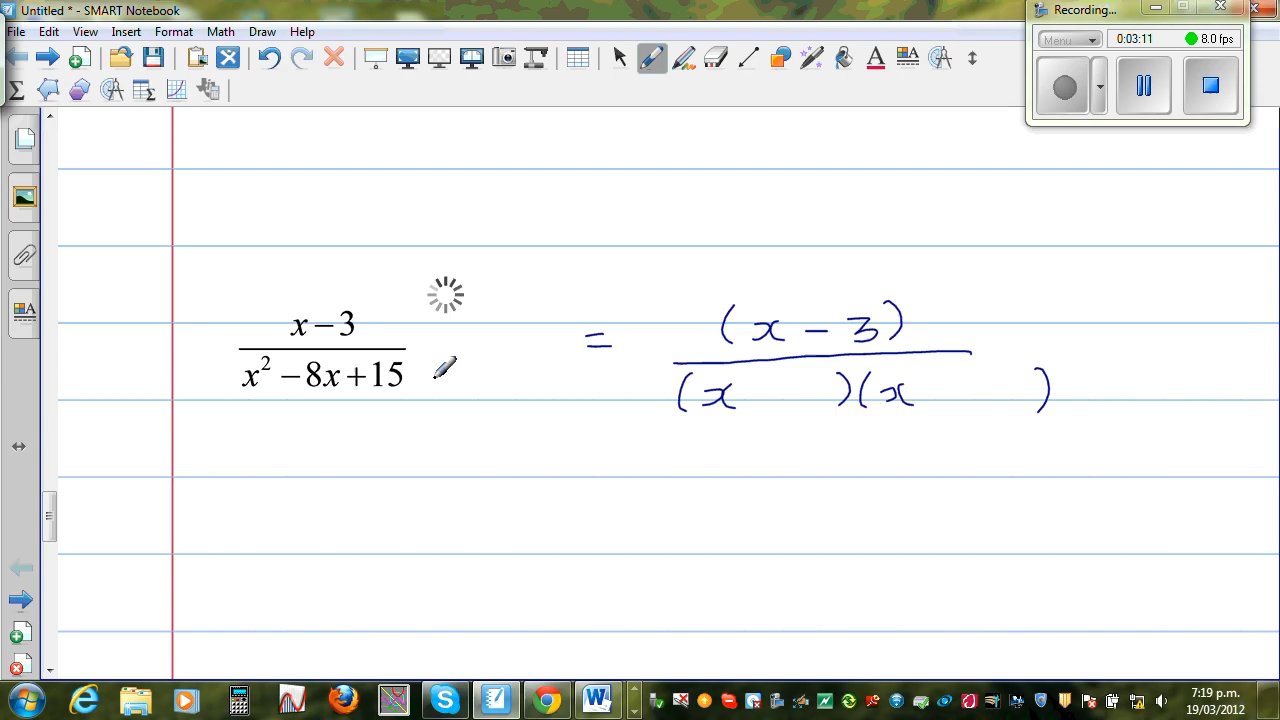 Untitled * - SMART Notebook
File Edit View Insert Format Math Draw Help
Recording...
Menu 0:03:11 8.0 fps
x − 3
x² − 8x + 15
= (x − 3)
(x )(x )
7:19 p.m.
19/03/2012